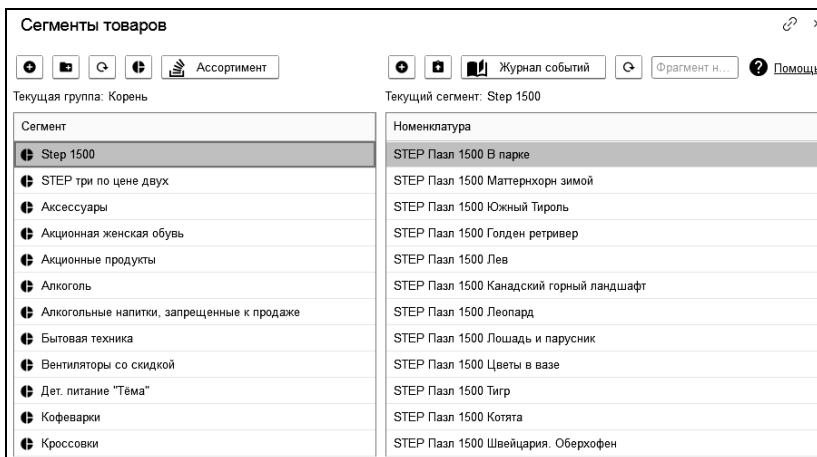 Сегменты товаров
Ассортимент
Журнал событий
Фрагмент н...
Помощь
Текущая группа: Корень
Текущий сегмент: Step 1500
Сегмент
Номенклатура
Step 1500
STEP Пазл 1500 В парке
STEP три по цене двух
STEP Пазл 1500 Маттернхорн зимой
Аксессуары
STEP Пазл 1500 Южный Тироль
Акционная женская обувь
STEP Пазл 1500 Голден ретривер
Акционные продукты
STEP Пазл 1500 Лев
Алкоголь
STEP Пазл 1500 Канадский горный ландшафт
Алкогольные напитки, запрещенные к продаже
STEP Пазл 1500 Леопард
Бытовая техника
STEP Пазл 1500 Лошадь и парусник
Вентиляторы со скидкой
STEP Пазл 1500 Цветы в вазе
Дет. питание "Тёма"
STEP Пазл 1500 Тигр
Кофеварки
STEP Пазл 1500 Котята
Кроссовки
STEP Пазл 1500 Швейцария. Оберхофен